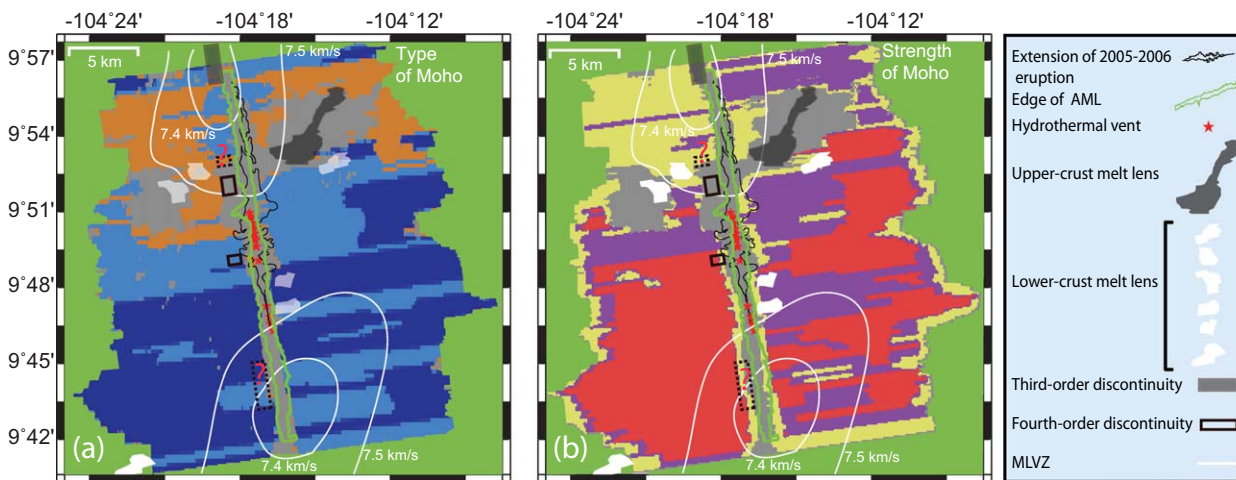 -104°24' -104°18' -104°12' -104°24' -104°18' -104°12'
9°57'
9°54'
9°51'
9°48'
9°45'
9°42'
5 km
7.5 km/s
Type
of Moho
7.4 km/s
?
?
7.4 km/s
7.5 km/s
(a)
5 km
7.5 km/s
Strength
of Moho
7.4 km/s
?
?
7.4 km/s
7.5 km/s
(b)
Extension of 2005-2006
eruption
Edge of AML
Hydrothermal vent
Upper-crust melt lens
Lower-crust melt lens
Third-order discontinuity
Fourth-order discontinuity
MLVZ